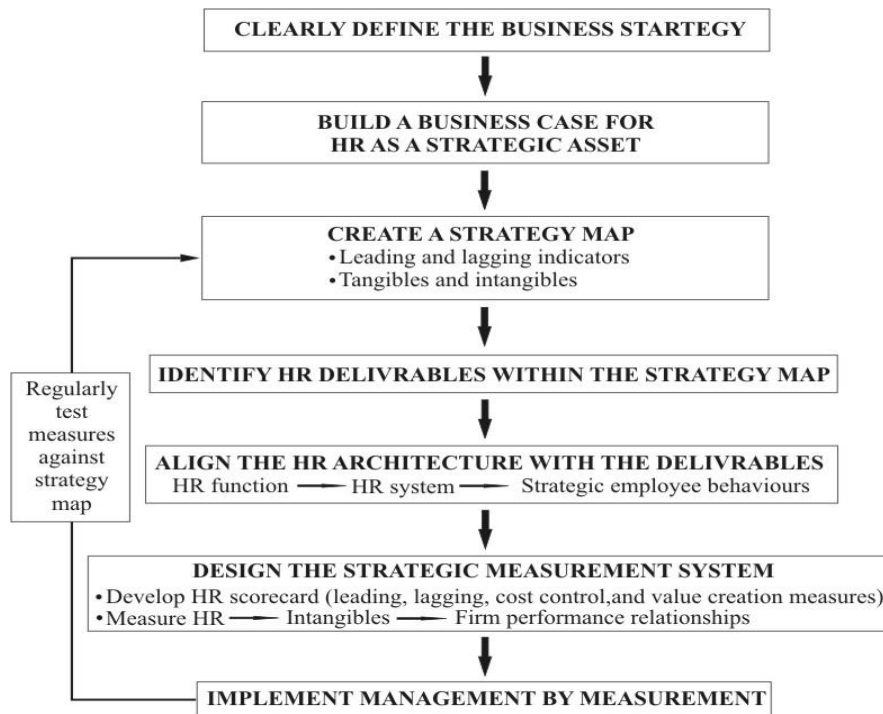 CLEARLY DEFINE THE BUSINESS STARTEGY
BUILD A BUSINESS CASE FOR
HR AS A STRATEGIC ASSET
CREATE A STRATEGY MAP
•Leading and lagging indicators
•Tangibles and intangibles
IDENTIFY HR DELIVRABLES WITHIN THE STRATEGY MAP
Regularly
test
measures
against
strategy
map
ALIGN THE HR ARCHITECTURE WITH THE DELIVRABLES
HR function → HR system → Strategic employee behaviours
DESIGN THE STRATEGIC MEASUREMENT SYSTEM
•Develop HR scorecard (leading, lagging, cost control,and value creation measures)
•Measure HR → Intangibles → Firm performance relationships
IMPLEMENT MANAGEMENT BY MEASUREMENT